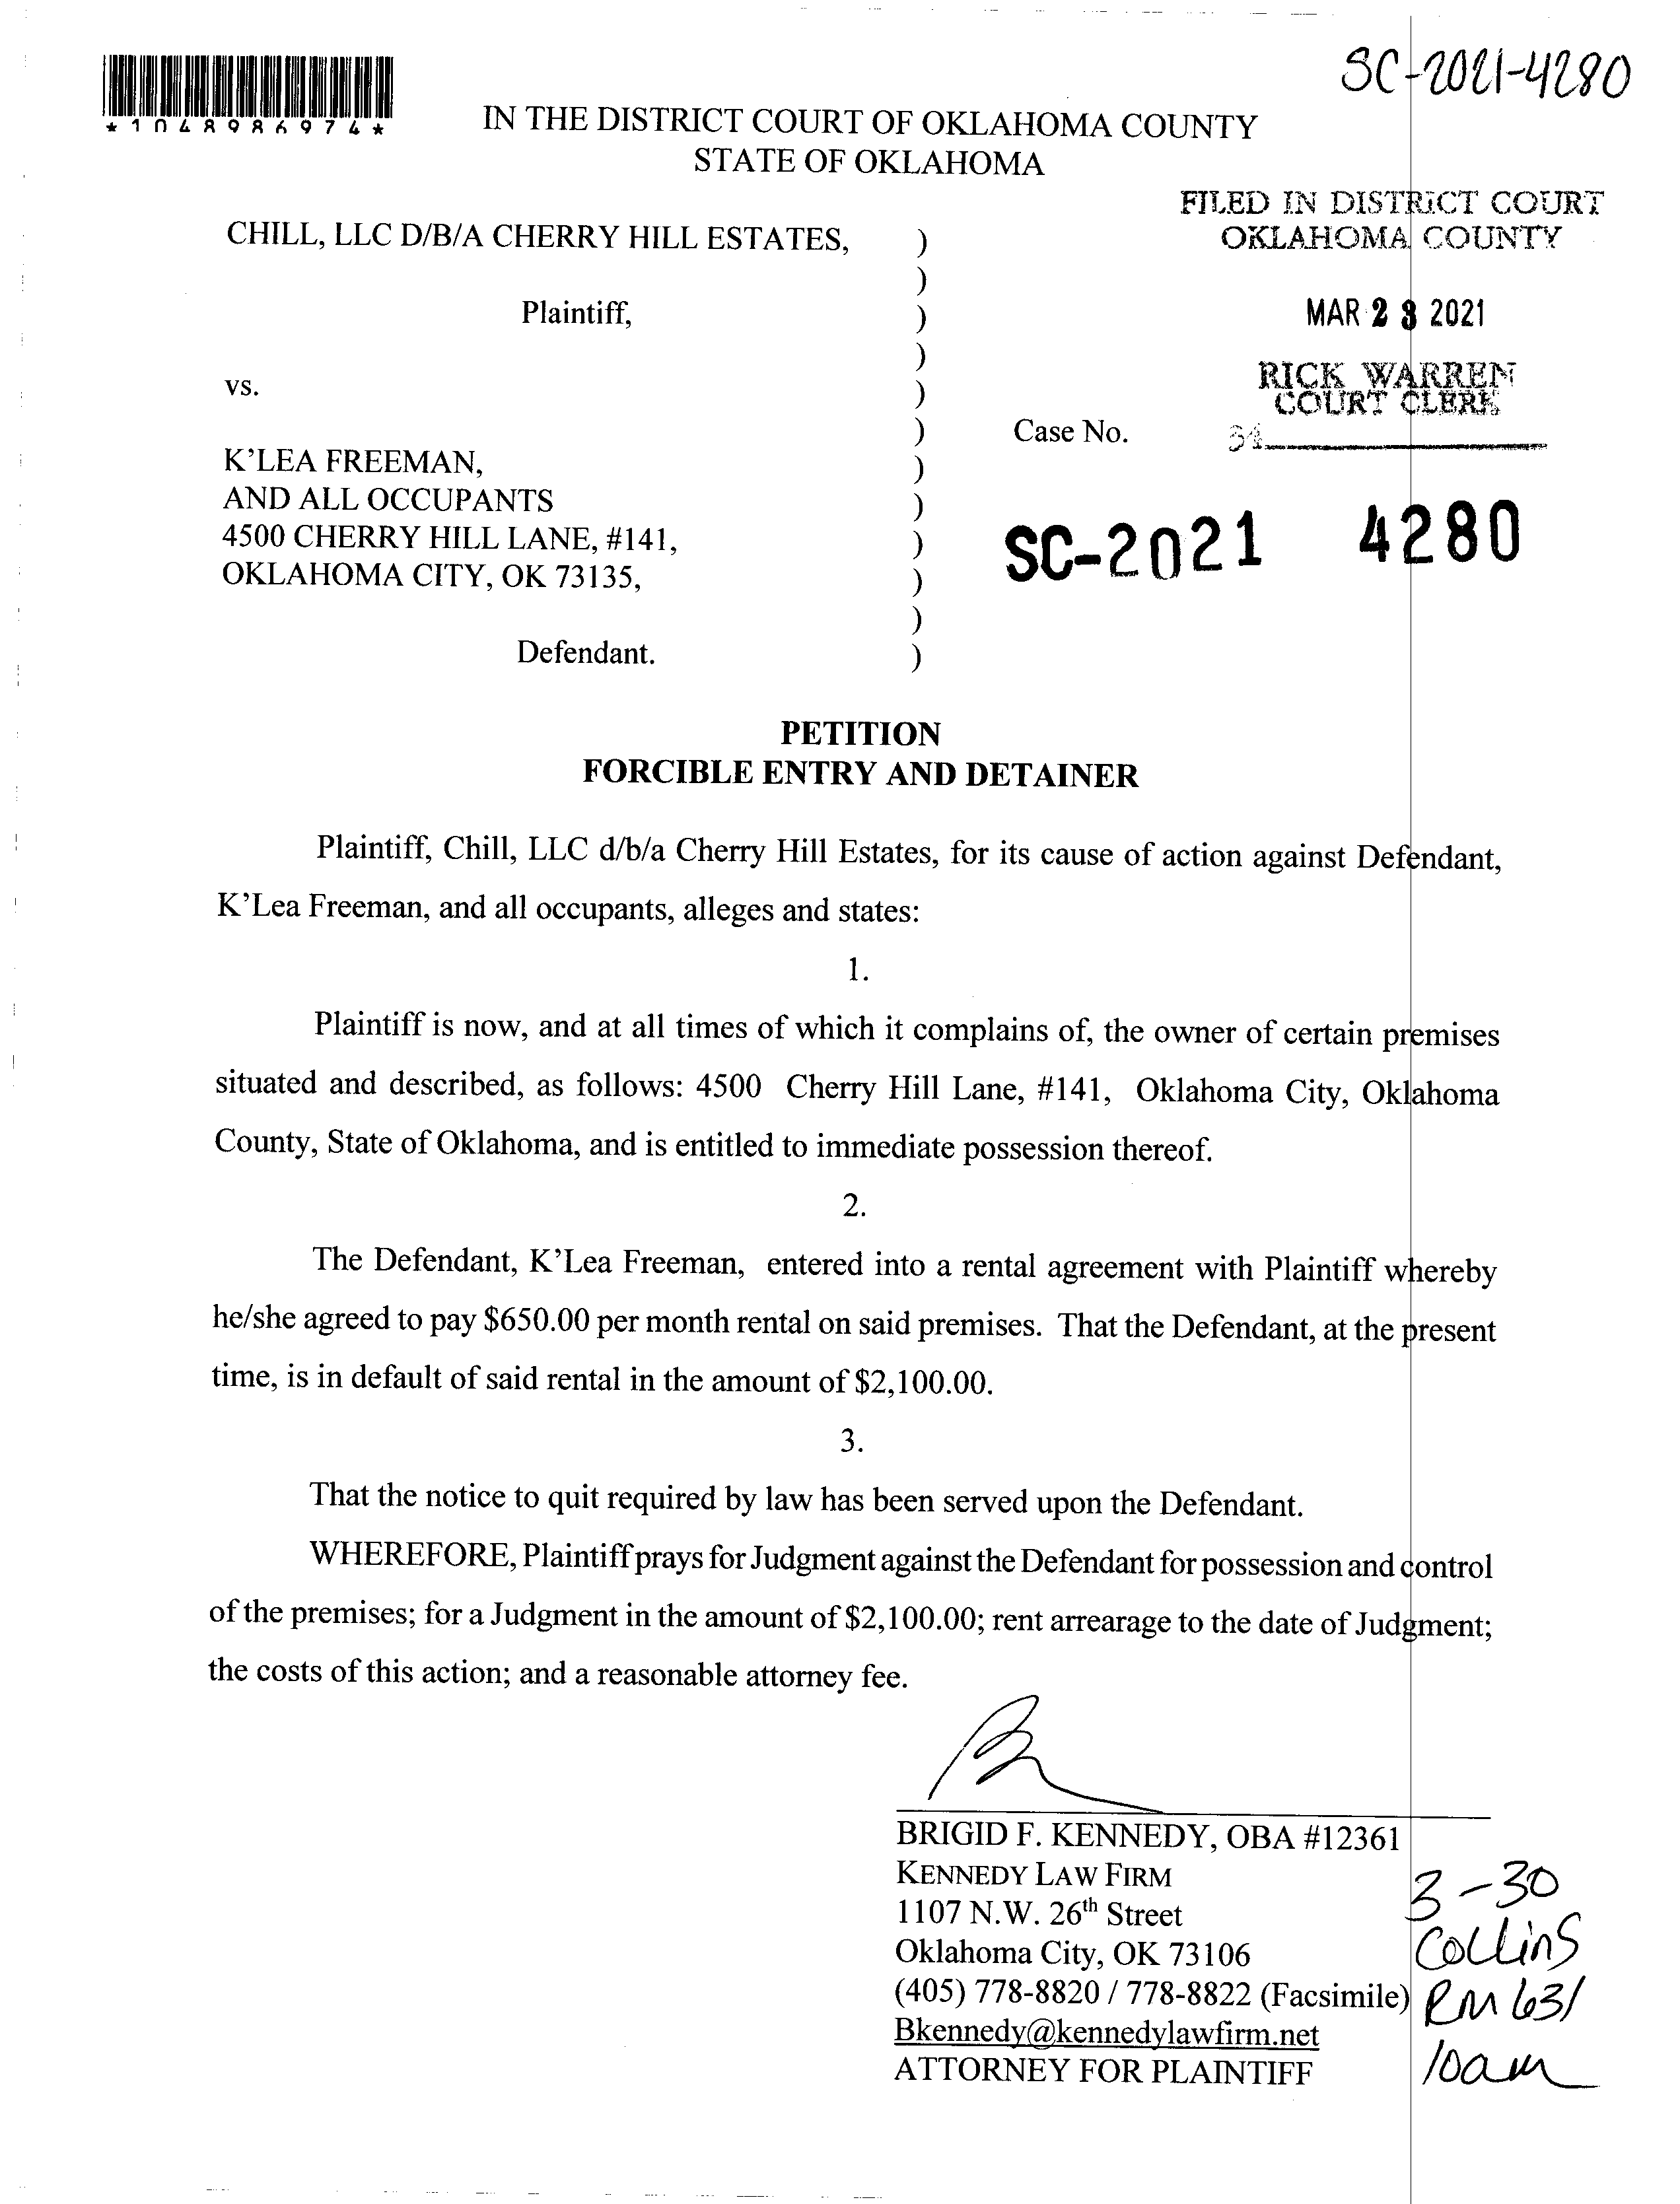 SC-2021-4280
*1048986974*
IN THE DISTRICT COURT OF OKLAHOMA COUNTY
STATE OF OKLAHOMA
FILED IN DISTRICT COURT
OKLAHOMA COUNTY
CHILL, LLC D/B/A CHERRY HILL ESTATES, )
)
Plaintiff, )
MAR 23 2021
)
RICK WARREN
COURT CLERK
vs. )
) Case No.
34
K’LEA FREEMAN, )
AND ALL OCCUPANTS )
4500 CHERRY HILL LANE, #141, )
SC-2021 4280
OKLAHOMA CITY, OK 73135, )
)
Defendant. )
PETITION
FORCIBLE ENTRY AND DETAINER
Plaintiff, Chill, LLC d/b/a Cherry Hill Estates, for its cause of action against Defendant,
K’Lea Freeman, and all occupants, alleges and states:
1.
Plaintiff is now, and at all times of which it complains of, the owner of certain premises
situated and described, as follows: 4500 Cherry Hill Lane, #141, Oklahoma City, Oklahoma
County, State of Oklahoma, and is entitled to immediate possession thereof.
2.
The Defendant, K’Lea Freeman, entered into a rental agreement with Plaintiff whereby
he/she agreed to pay $650.00 per month rental on said premises. That the Defendant, at the present
time, is in default of said rental in the amount of $2,100.00.
3.
That the notice to quit required by law has been served upon the Defendant.
WHEREFORE, Plaintiff prays for Judgment against the Defendant for possession and control
of the premises; for a Judgment in the amount of $2,100.00; rent arrearage to the date of Judgment;
the costs of this action; and a reasonable attorney fee.
BRIGID F. KENNEDY, OBA #12361
KENNEDY LAW FIRM
1107 N.W. 26th Street
Oklahoma City, OK 73106
(405) 778-8820 / 778-8822 (Facsimile)
Bkennedy@kennedylawfirm.net
ATTORNEY FOR PLAINTIFF
3-30
Collins
RM 631
10am